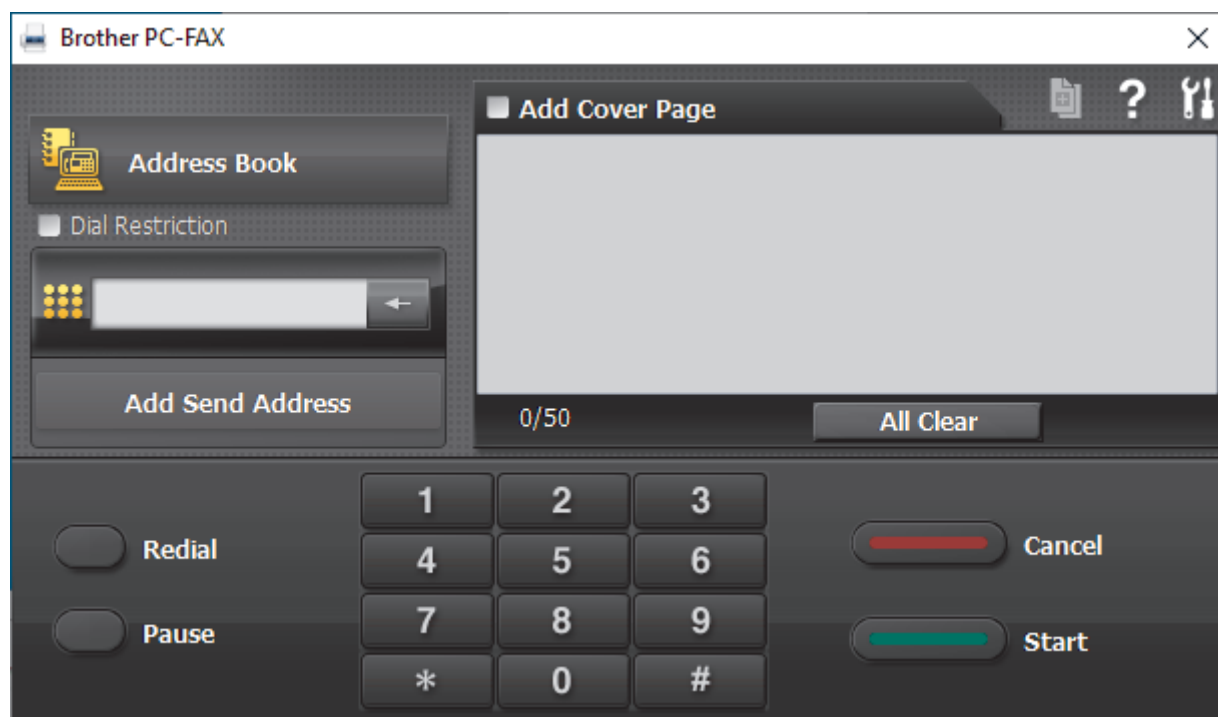 Brother PC-FAX
Add Cover Page
?
Address Book
Dial Restriction
Add Send Address
0/50
All Clear
1 2 3
Redial
4 5 6
Cancel
7 8 9
Pause
Start
* 0 #